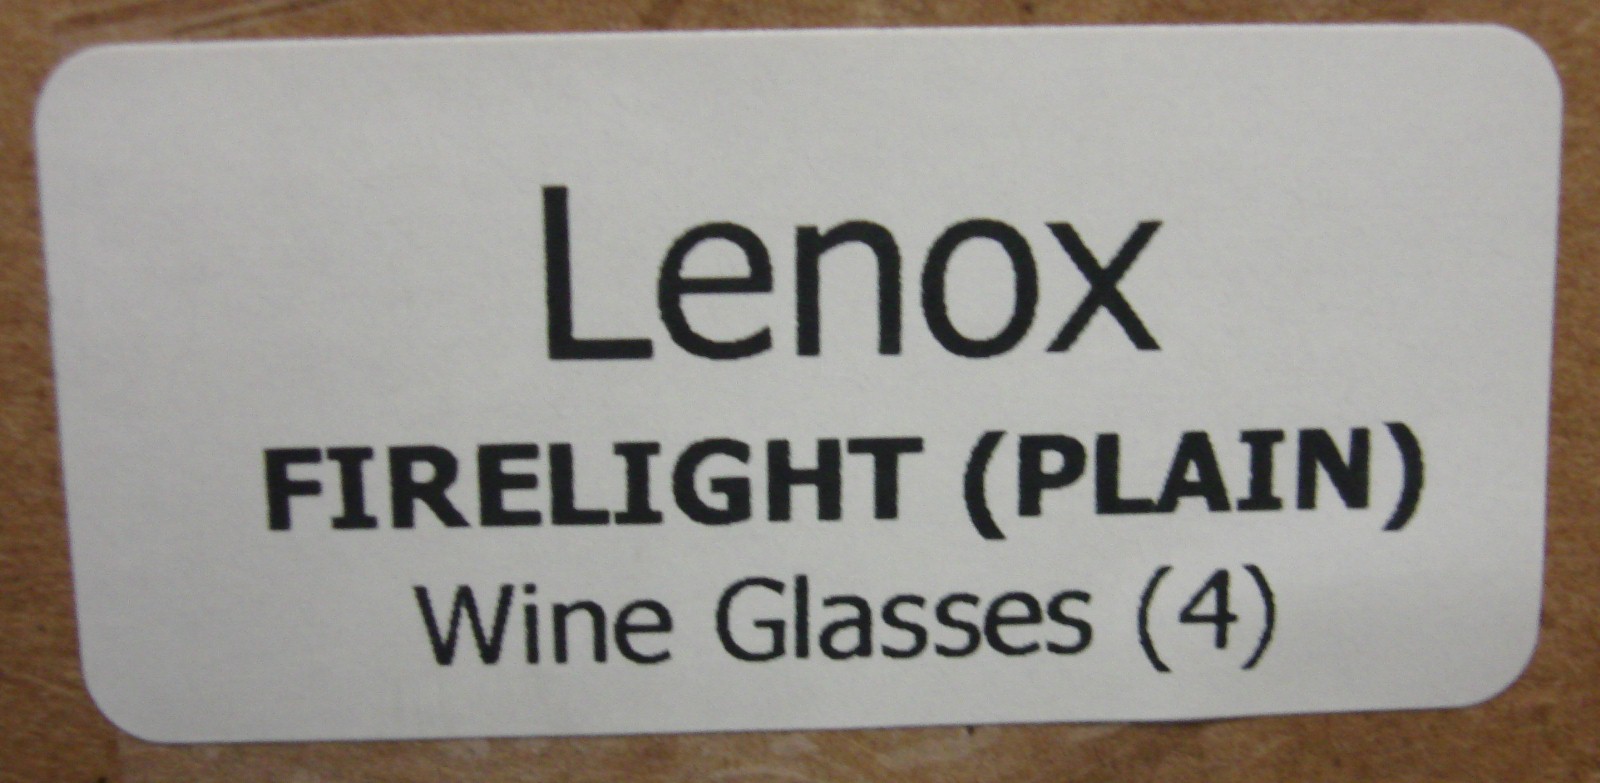 Lenox
FIRELIGHT (PLAIN)
Wine Glasses (4)